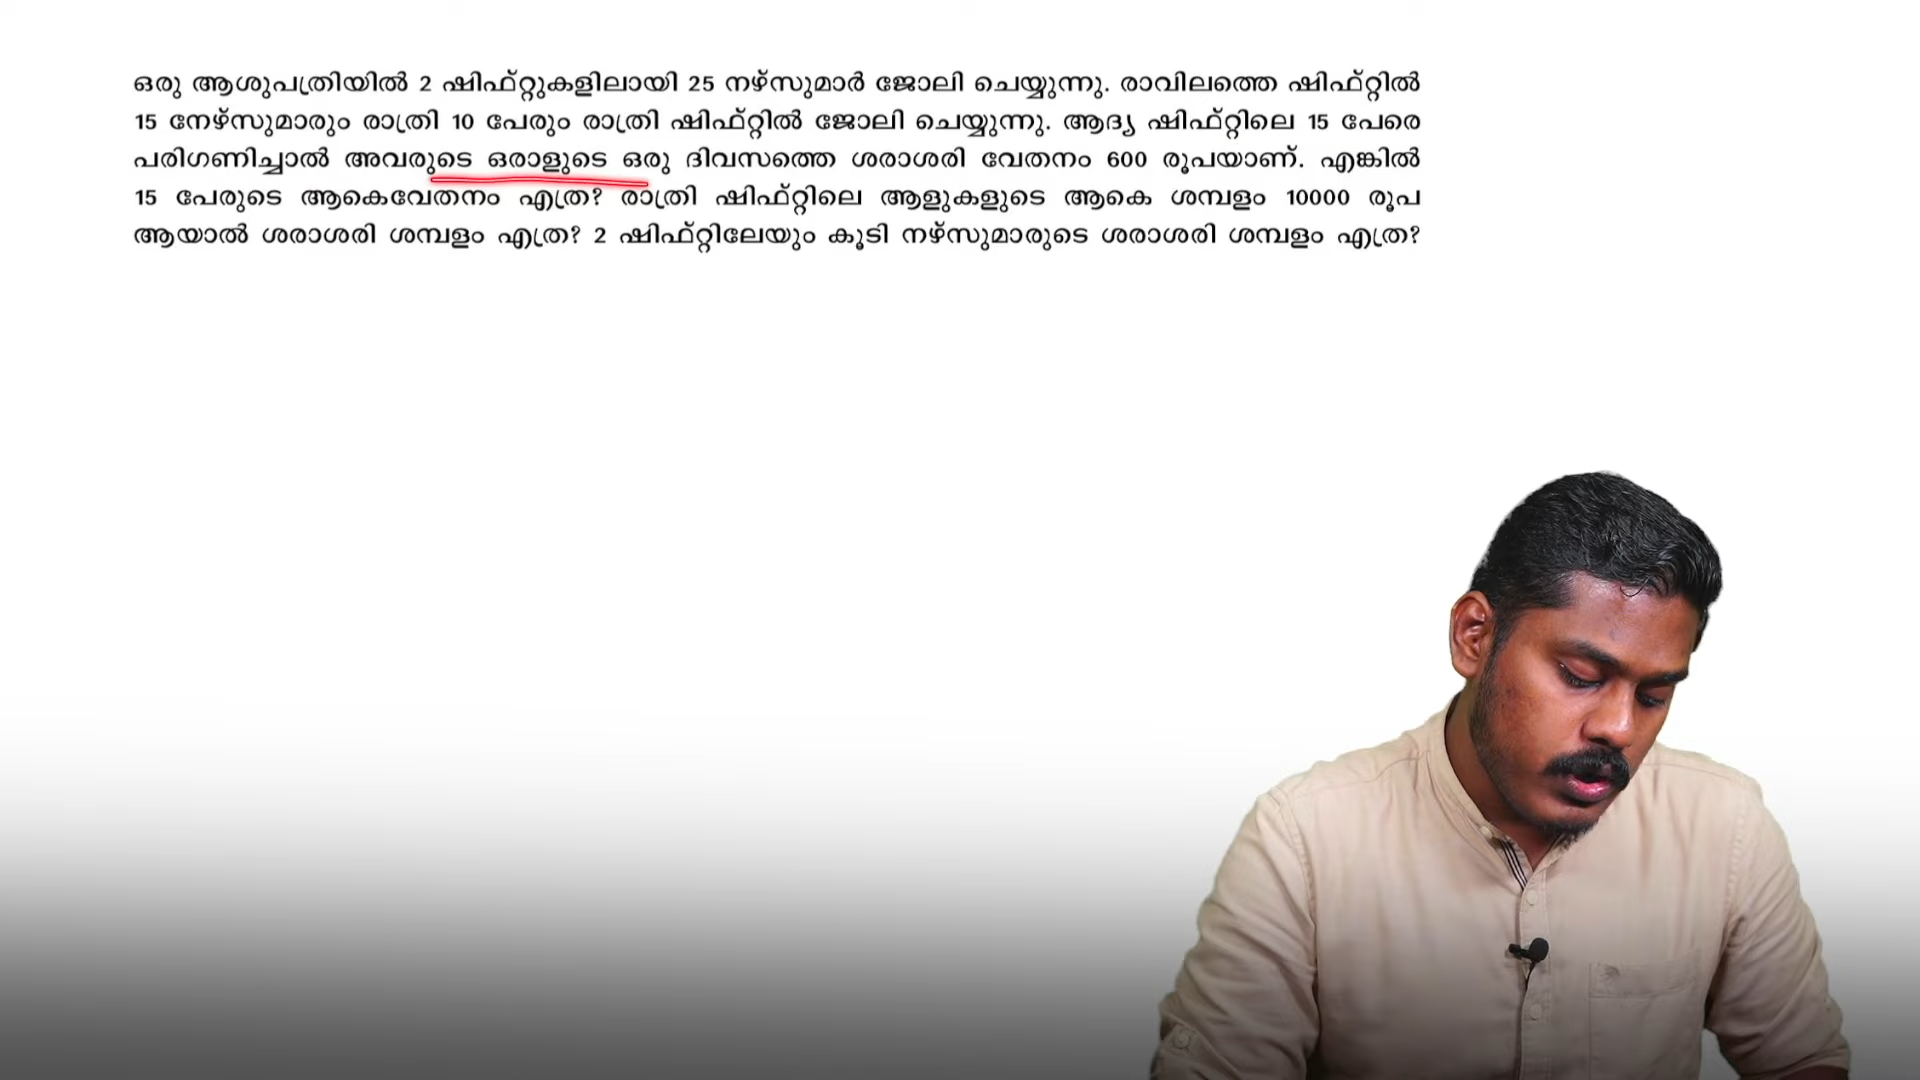 ഒരു ആശുപത്രിയിൽ 2 ഷിഫ്റ്റുകളിലായി 25 നഴ്സുമാർ ജോലി ചെയ്യുന്നു. രാവിലത്തെ ഷിഫ്റ്റിൽ
15 നേഴ്സുമാരും രാത്രി 10 പേരും രാത്രി ഷിഫ്റ്റിൽ ജോലി ചെയ്യുന്നു. ആദ്യ ഷിഫ്റ്റിലെ 15 പേരെ
പരിഗണിച്ചാൽ അവരുടെ ഒരാളുടെ ഒരു ദിവസത്തെ ശരാശരി വേതനം 600 രൂപയാണ്. എങ്കിൽ
15 പേരുടെ ആകെവേതനം എത്ര? രാത്രി ഷിഫ്റ്റിലെ ആളുകളുടെ ആകെ ശമ്പളം 10000 രൂപ
ആയാൽ ശരാശരി ശമ്പളം എത്ര? 2 ഷിഫ്റ്റിലേയും കൂടി നഴ്സുമാരുടെ ശരാശരി ശമ്പളം എത്ര?